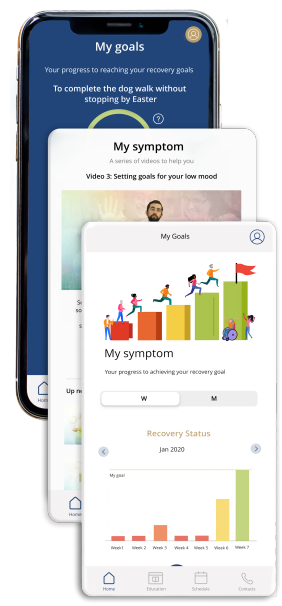 My goals
Your progress to reaching your recovery goals
To complete the dog walk without
stopping by Easter
?
My symptom
A series of videos to help you
Video 3: Setting goals for your low mood
Up
Home
My Goals
My symptom
Your progress to achieving your recovery goal
W
M
Recovery Status
Jan 2020
My goal
Week1
Week 2
Week 3
Week 4
Week 5
Week 6
Week 7
Home
Education
Schedule
Contacts